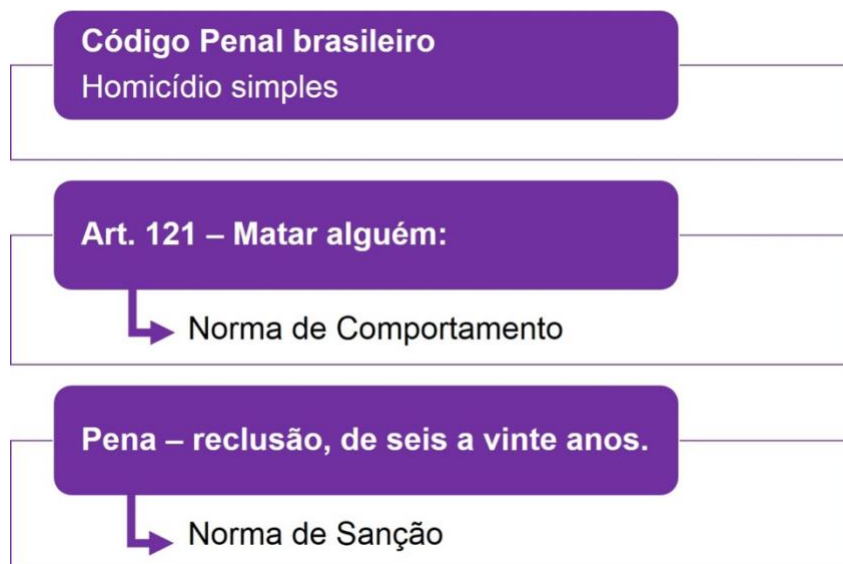 Código Penal brasileiro
Homicídio simples
Art. 121 – Matar alguém:
Norma de Comportamento
Pena – reclusão, de seis a vinte anos.
Norma de Sanção